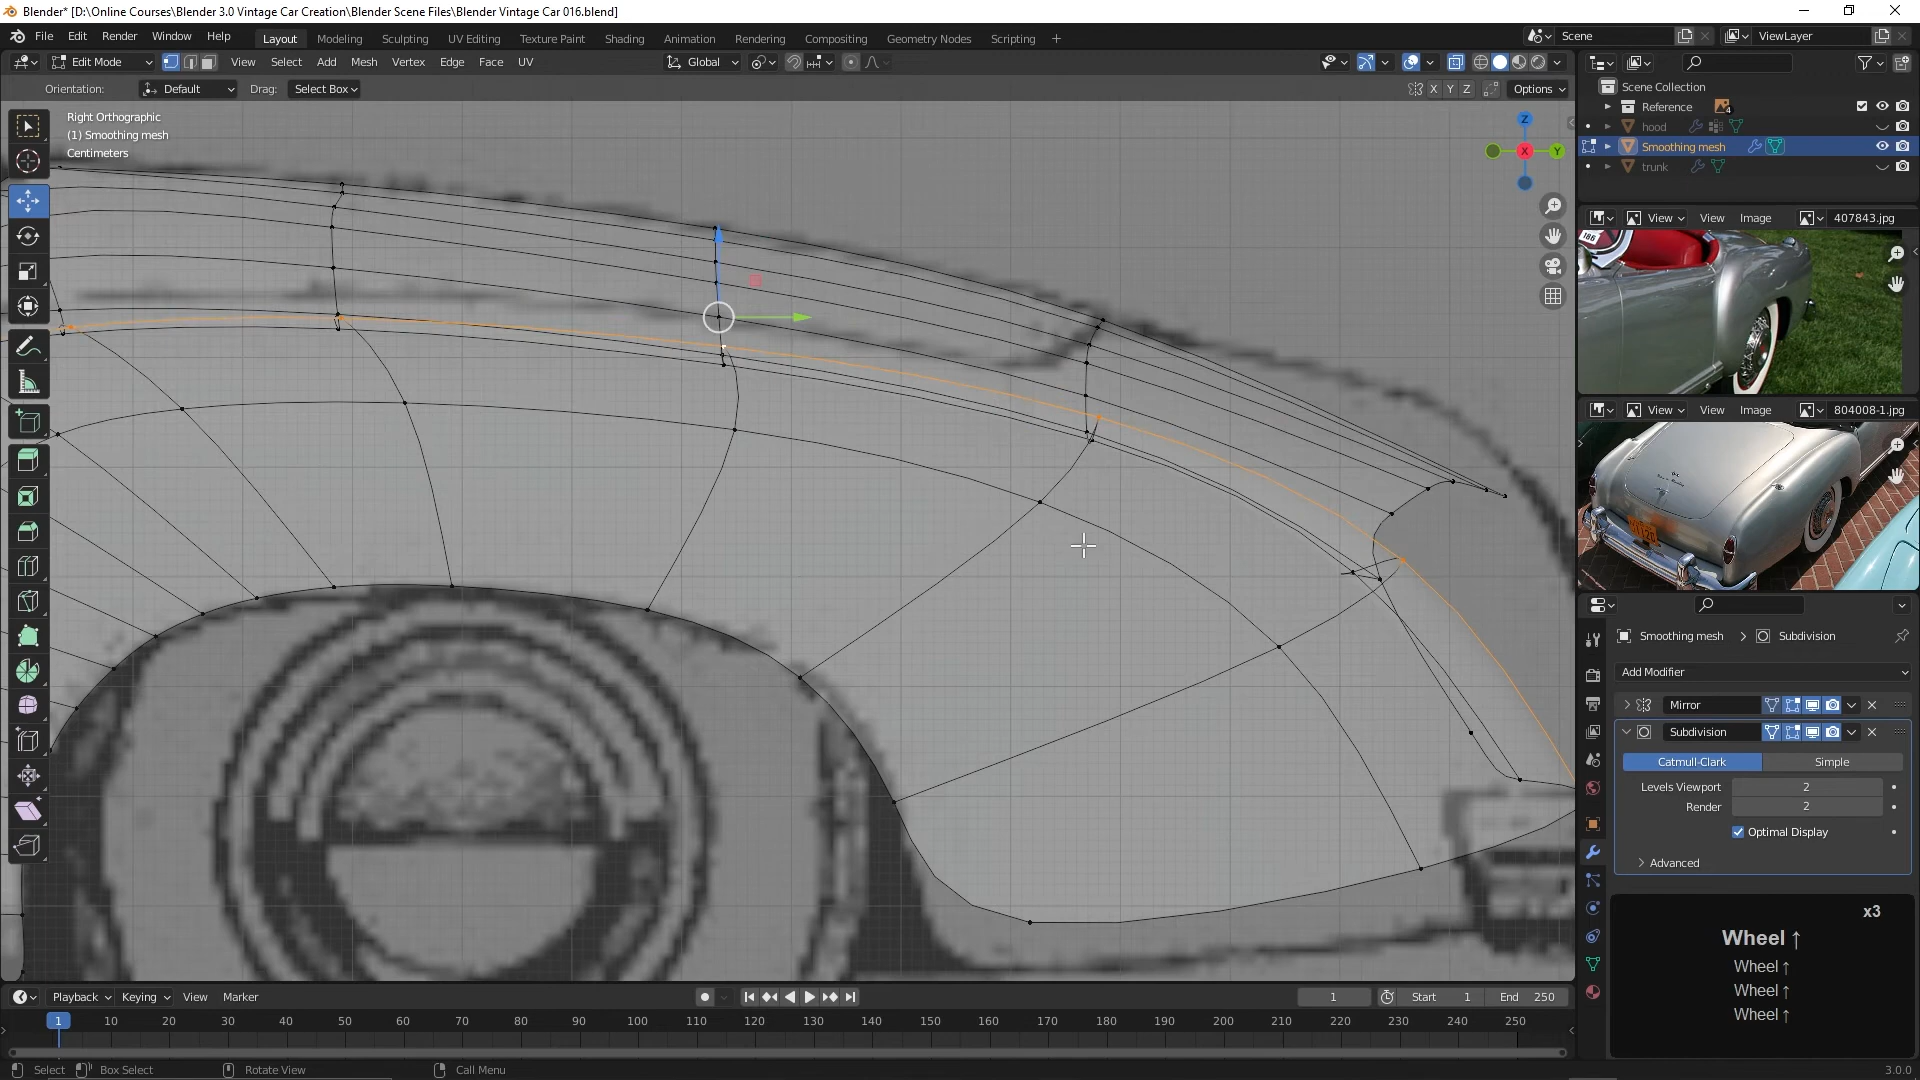 Blender* [D:\Online Courses\Blender 3.0 Vintage Car Creation\Blender Scene Files\Blender Vintage Car 016.blend]
File Edit Render Window Help Layout Modeling Sculpting UV Editing Texture Paint Shading Animation Rendering Compositing Geometry Nodes Scripting + Scene ViewLayer
Edit Mode View Select Add Mesh Vertex Edge Face UV Global
Orientation: Default Drag: Select Box X Y Z Options
Right Orthographic
(1) Smoothing mesh
Centimeters
Z
X
Y
Scene Collection
Reference 4
hood
Smoothing mesh
trunk
View View Image 407843.jpg
186
View View Image 804008-1.jpg
Smoothing mesh > Subdivision
Add Modifier
Mirror
Subdivision
Catmull-Clark Simple
Levels Viewport 2
Render 2
Optimal Display
Advanced
x3
Wheel ↑
Wheel ↑
Wheel ↑
Wheel ↑
Playback Keying View Marker 1 Start 1 End 250
1 10 20 30 40 50 60 70 80 90 100 110 120 130 140 150 160 170 180 190 200 210 220 230 240 250
Select Box Select Rotate View Call Menu 3.0.0